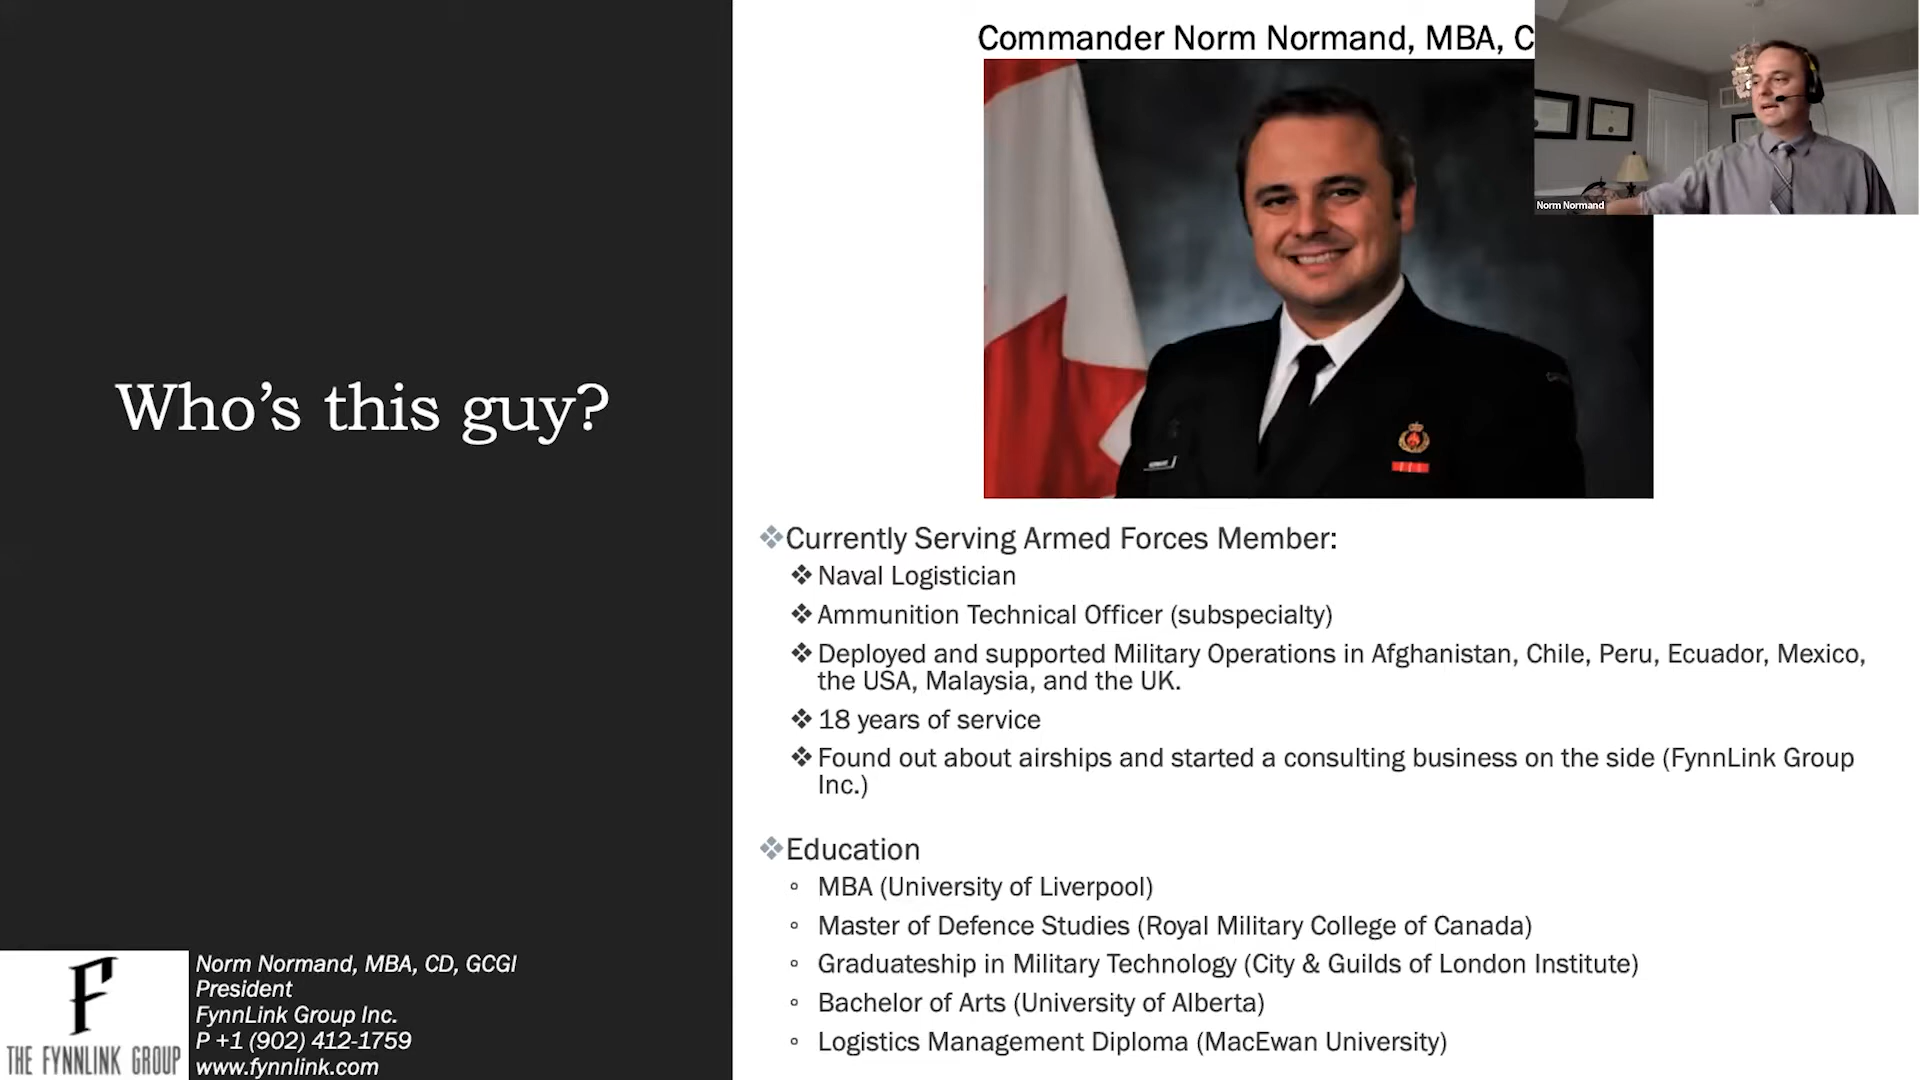 Commander Norm Normand, MBA, C
Norm Normand
Who's this guy?
❖Currently Serving Armed Forces Member:
❖Naval Logistician
❖Ammunition Technical Officer (subspecialty)
❖Deployed and supported Military Operations in Afghanistan, Chile, Peru, Ecuador, Mexico,
the USA, Malaysia, and the UK.
❖18 years of service
❖Found out about airships and started a consulting business on the side (FynnLink Group
Inc.)
❖Education
◦ MBA (University of Liverpool)
◦ Master of Defence Studies (Royal Military College of Canada)
◦ Graduateship in Military Technology (City & Guilds of London Institute)
◦ Bachelor of Arts (University of Alberta)
◦ Logistics Management Diploma (MacEwan University)
F
THE FYNNLINK GROUP
Norm Normand, MBA, CD, GCGI
President
FynnLink Group Inc.
P +1 (902) 412-1759
www.fynnlink.com